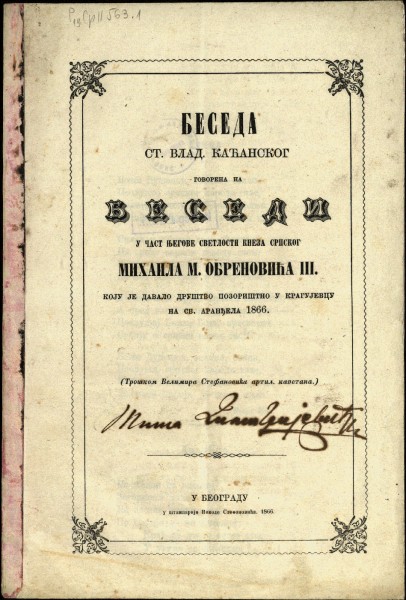 БЕСЕДА
СТ. ВЛАД. КАЋАНСКОГ
ГОВОРЕНА НА
БЕСЕДИ
У ЧАСТ ЊЕГОВЕ СВЕТЛОСТИ КНЕЗА СРПСКОГ
МИХАИЛА М. ОБРЕНОВИЋА III.
КОЈУ ЈЕ ДАВАЛО ДРУШТВО ПОЗОРИШТНО У КРАГУЈЕВЦУ
НА СВ. АРАНЂЕЛА 1866.
(Трошком Велимира Стефановића артил. капетана.)
У БЕОГРАДУ
у штампарији Николе Стефановића. 1866.